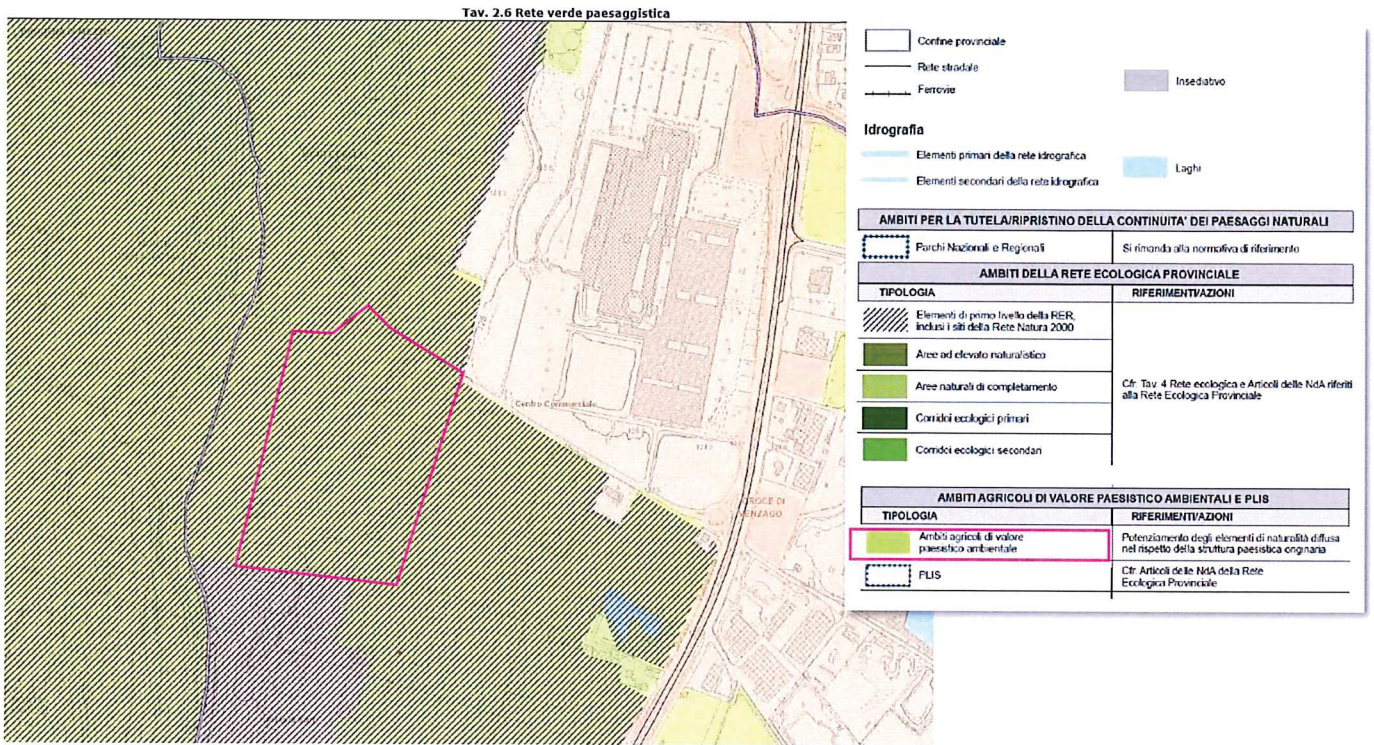 Tav. 2.6 Rete verde paesaggistica
Centro Commerciale
CROCE DI
VENZAGO
Confine provinciale
Rete stradale
Ferrovie
Insediativo
Idrografia
Elementi primari della rete idrografica
Elementi secondari della rete idrografica
Laghi
AMBITI PER LA TUTELA/RIPRISTINO DELLA CONTINUITA' DEI PAESAGGI NATURALI
Parchi Nazionali e Regionali
Si rimanda alla normativa di riferimento
AMBITI DELLA RETE ECOLOGICA PROVINCIALE
TIPOLOGIA
RIFERIMENTI/AZIONI
Elementi di primo livello della RER,
inclusi i siti della Rete Natura 2000
Aree ad elevato naturalistico
Aree naturali di completamento
Corridoi ecologici primari
Corridoi ecologici secondari
Cfr. Tav. 4 Rete ecologica e Articoli delle NdA riferiti
alla Rete Ecologica Provinciale
AMBITI AGRICOLI DI VALORE PAESISTICO AMBIENTALI E PLIS
TIPOLOGIA
RIFERIMENTI/AZIONI
Ambiti agricoli di valore
paesistico ambientale
Potenziamento degli elementi di naturalità diffusa
nel rispetto della struttura paesistica originaria
PLIS
Cfr. Articoli delle NdA della Rete
Ecologica Provinciale